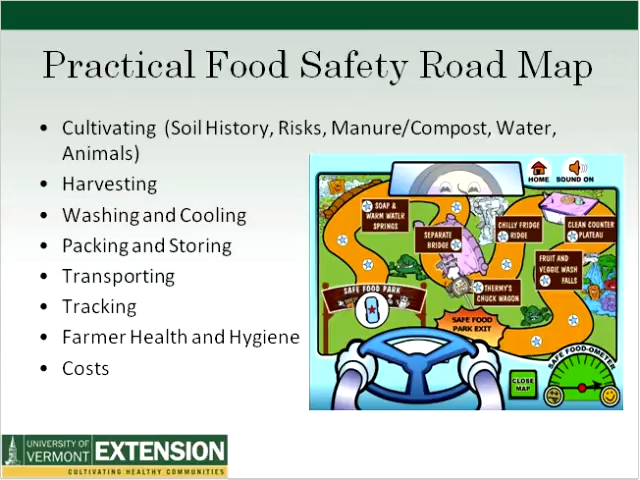 Practical Food Safety Road Map
• Cultivating (Soil History, Risks, Manure/Compost, Water,
Animals)
• Harvesting
• Washing and Cooling
• Packing and Storing
• Transporting
• Tracking
• Farmer Health and Hygiene
• Costs
HOME
SOUND ON
SOAP &
WARM WATER
SPRINGS
SEPARATE
BRIDGE
CHILLY FRIDGE
RIDGE
CLEAN COUNTER
PLATEAU
FRUIT AND
VEGGIE WASH
FALLS
THERMY'S
CHUCK WAGON
SAFE FOOD PARK
SAFE FOOD
PARK EXIT
CLOSE
MAP
SAFE FOOD-OMETER
UNIVERSITY OF
VERMONT
EXTENSION
CULTIVATING HEALTHY COMMUNITIES